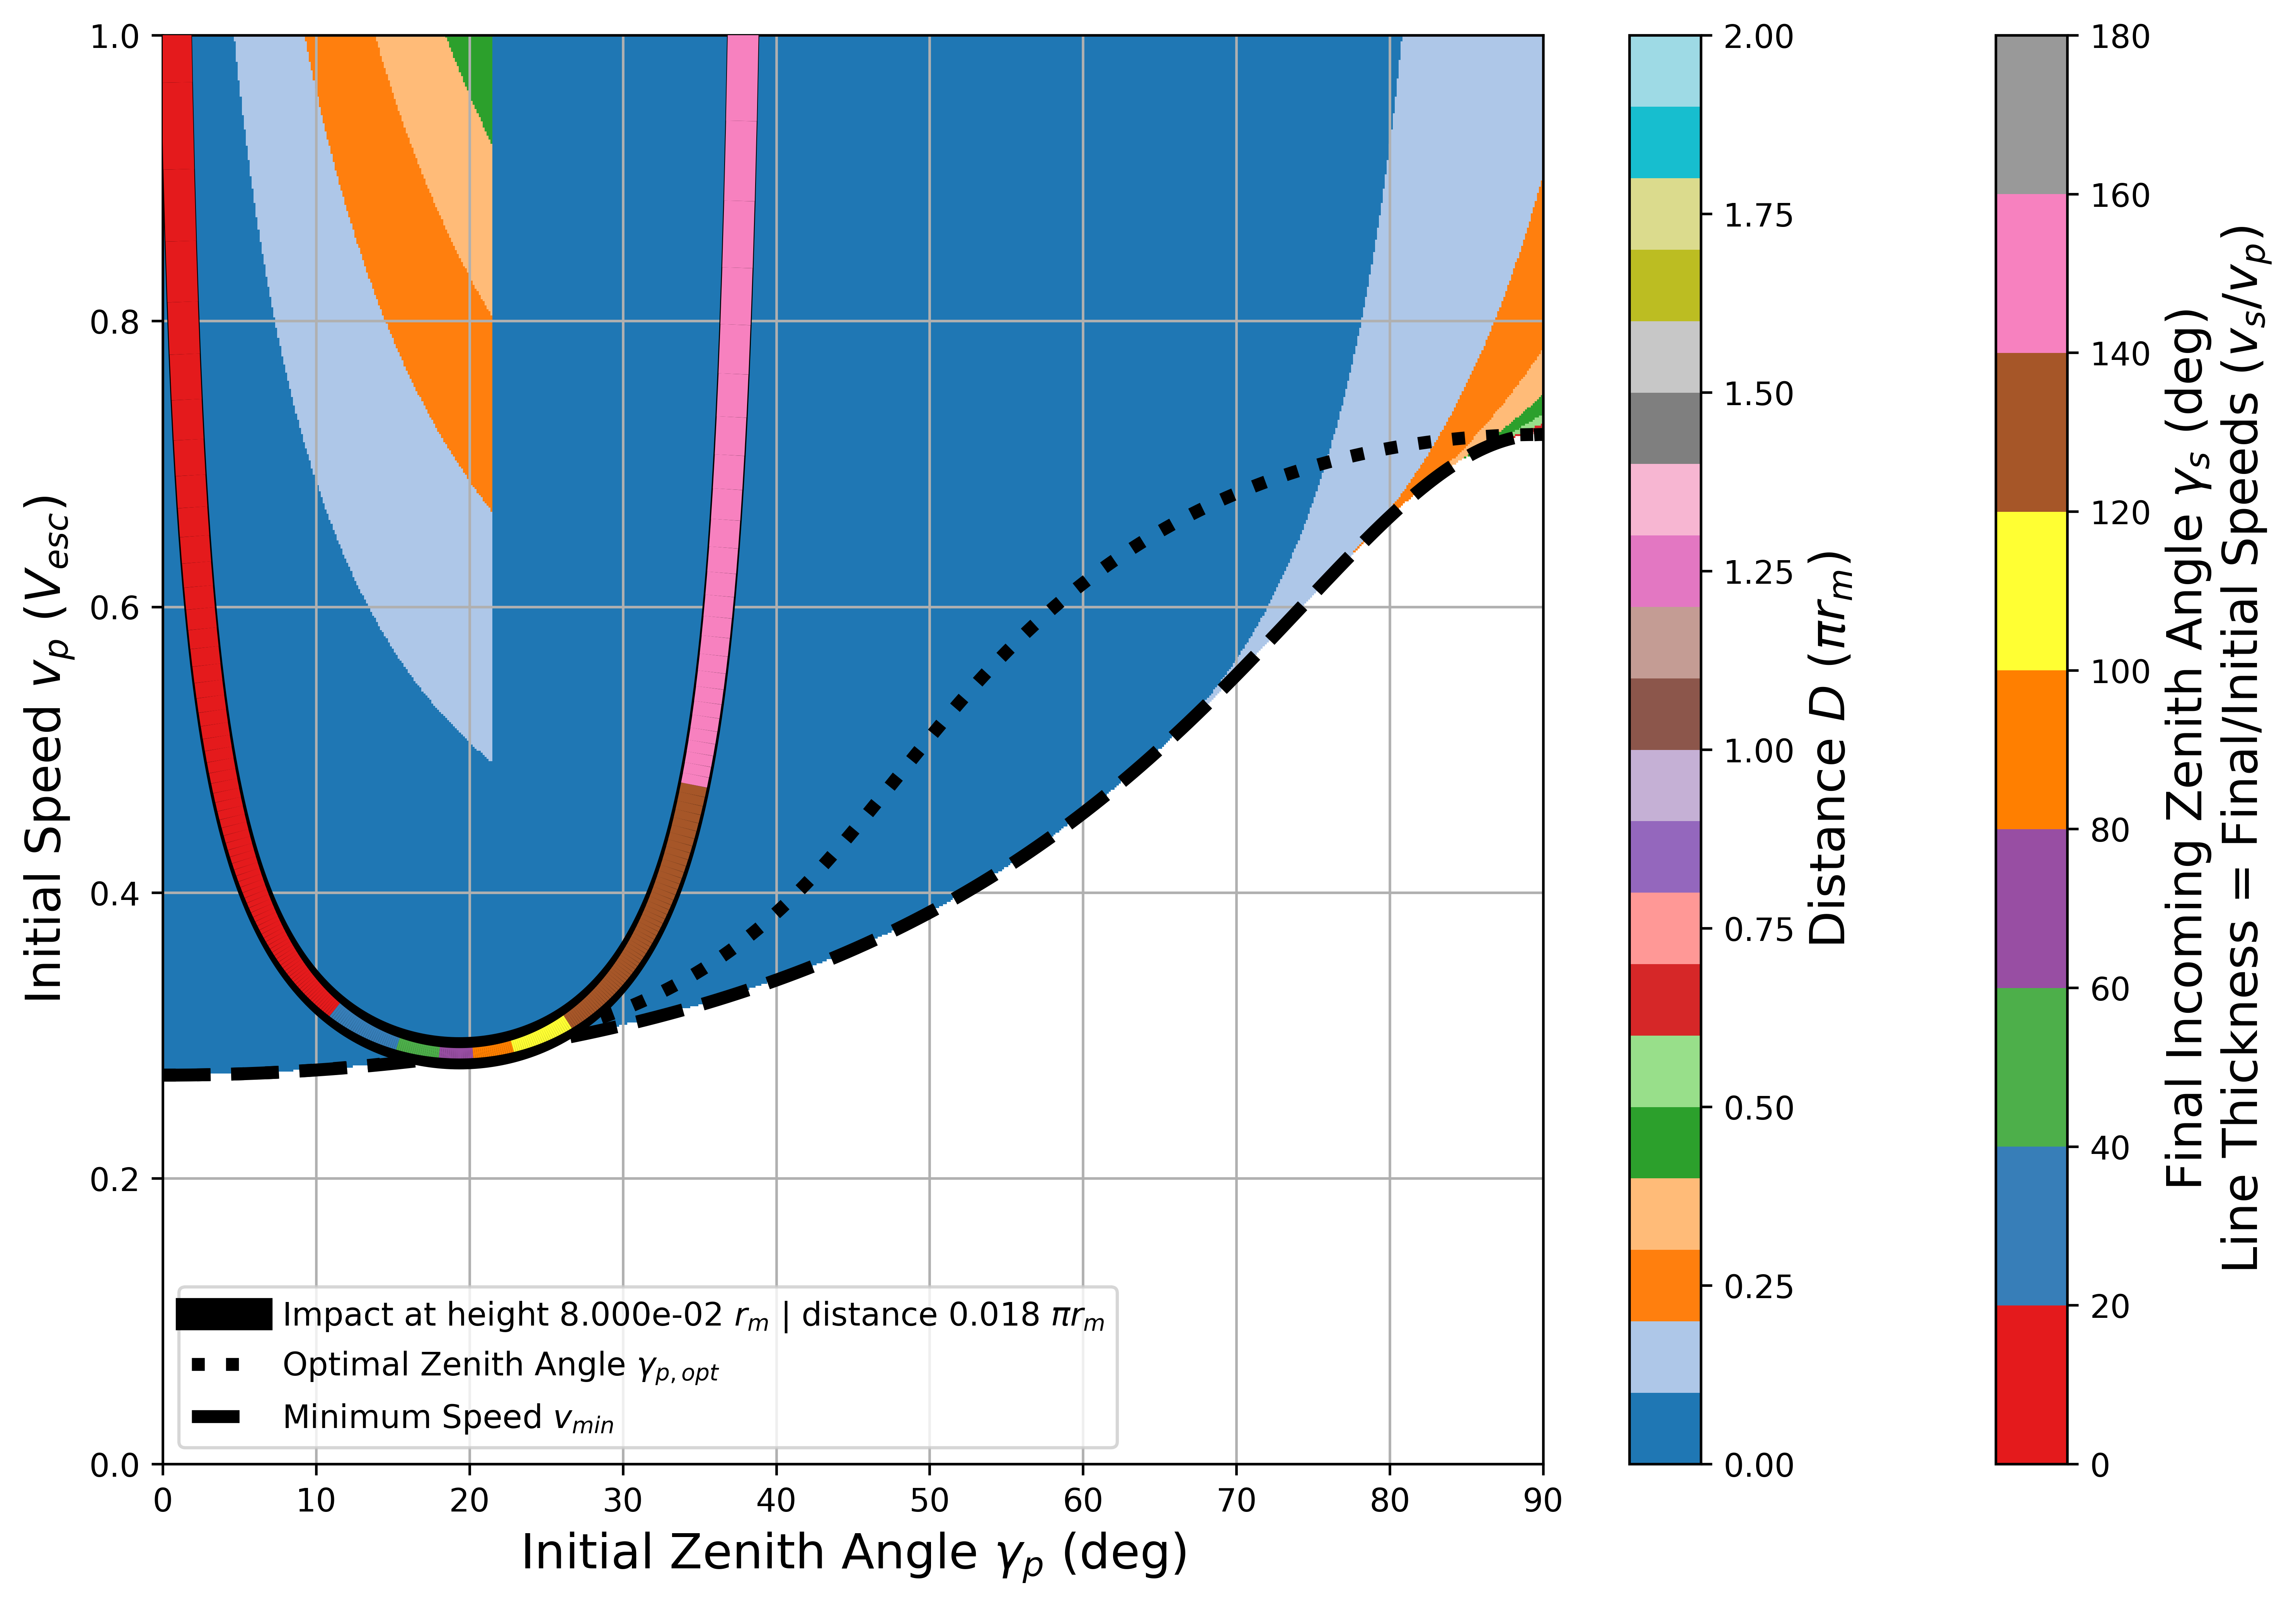 1.0
0.8
0.6
0.4
0.2
0.0
Initial Speed v_p (V_esc)
0 10 20 30 40 50 60 70 80 90
Initial Zenith Angle γ_p (deg)
Impact at height 8.000e-02 r_m | distance 0.018 πr_m
Optimal Zenith Angle γ_p,opt
Minimum Speed v_min
2.00
1.75
1.50
1.25
1.00
0.75
0.50
0.25
0.00
Distance D (πr_m)
180
160
140
120
100
80
60
40
20
0
Final Incoming Zenith Angle γ_s (deg)
Line Thickness = Final/Initial Speeds (v_s/v_p)